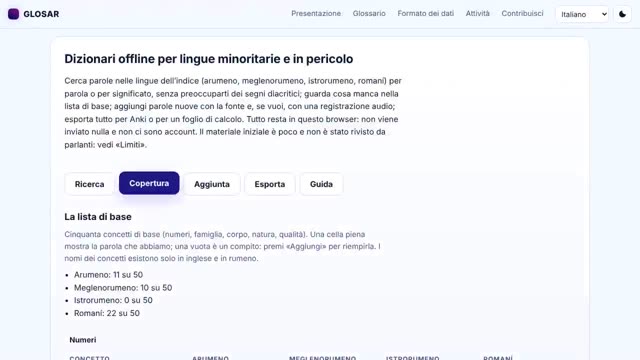 GLOSAR
Presentazione Glossario Formato dei dati Attività Contribuisci Italiano
Dizionari offline per lingue minoritarie e in pericolo
Cerca parole nelle lingue dell'indice (arumeno, meglenorumeno, istrorumeno, romani) per
parola o per significato, senza preoccuparti dei segni diacritici; guarda cosa manca nella
lista di base; aggiungi parole nuove con la fonte e, se vuoi, con una registrazione audio;
esporta tutto per Anki o per un foglio di calcolo. Tutto resta in questo browser: non viene
inviato nulla e non ci sono account. Il materiale iniziale è poco e non è stato rivisto da
parlanti: vedi «Limiti».
Ricerca Copertura Aggiunta Esporta Guida
La lista di base
Cinquanta concetti di base (numeri, famiglia, corpo, natura, qualità). Una cella piena
mostra la parola che abbiamo; una vuota è un compito: premi «Aggiungi» per riempirla. I
nomi dei concetti esistono solo in inglese e in rumeno.
• Arumeno: 11 su 50
• Meglenorumeno: 10 su 50
• Istrorumeno: 0 su 50
• Romani: 22 su 50
Numeri
CONCETTO ARUMENO MEGLENORUMENO ISTRORUMENO ROMANI